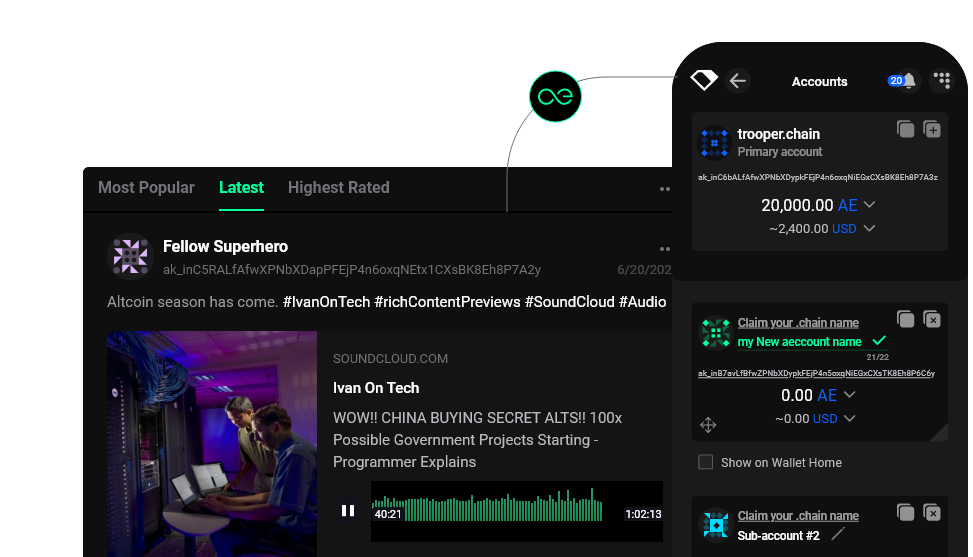 Accounts
20
trooper.chain
Primary account
ak_inC6bALfAfwXPNbXDypkFEjP4n6oxqNiEGxCXsBK8Eh8P7A3z
20,000.00 AE
~2,400.00 USD
Most Popular Latest Highest Rated
Fellow Superhero
ak_inC5RALfAfwXPNbXDapPFEjP4n6oxqNEtx1CXsBK8Eh8P7A2y
6/20/202
Altcoin season has come. #IvanOnTech #richContentPreviews #SoundCloud #Audio
SOUNDCLOUD.COM
Ivan On Tech
WOW!! CHINA BUYING SECRET ALTS!! 100x
Possible Government Projects Starting -
Programmer Explains
40:21
1:02:13
Claim your .chain name
my New aeccount name
21/22
ak_inB7avLfBfwZPNbXDypkFEjP4n5oxqNiEGxCXsTK8Eh8P6C6y
0.00 AE
~0.00 USD
Show on Wallet Home
Claim your .chain name
Sub-account #2